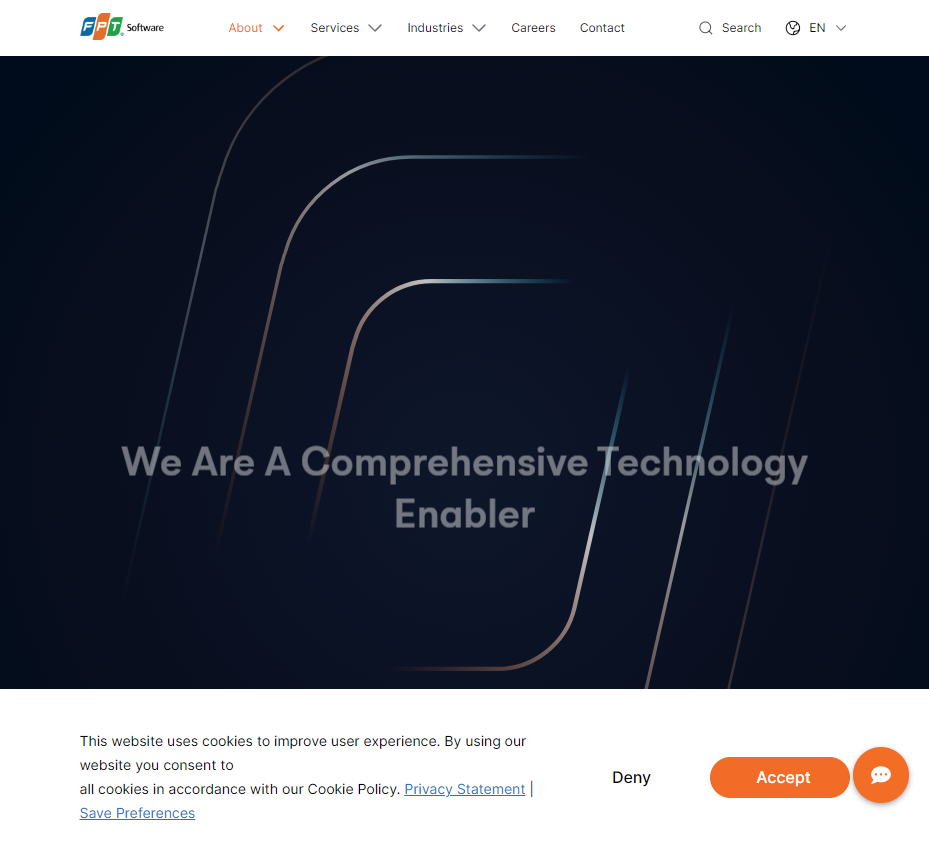 FPT Software
About
Services
Industries
Careers
Contact
Search
EN
We Are A Comprehensive Technology
Enabler
This website uses cookies to improve user experience. By using our
website you consent to
all cookies in accordance with our Cookie Policy. Privacy Statement |
Save Preferences
Deny
Accept